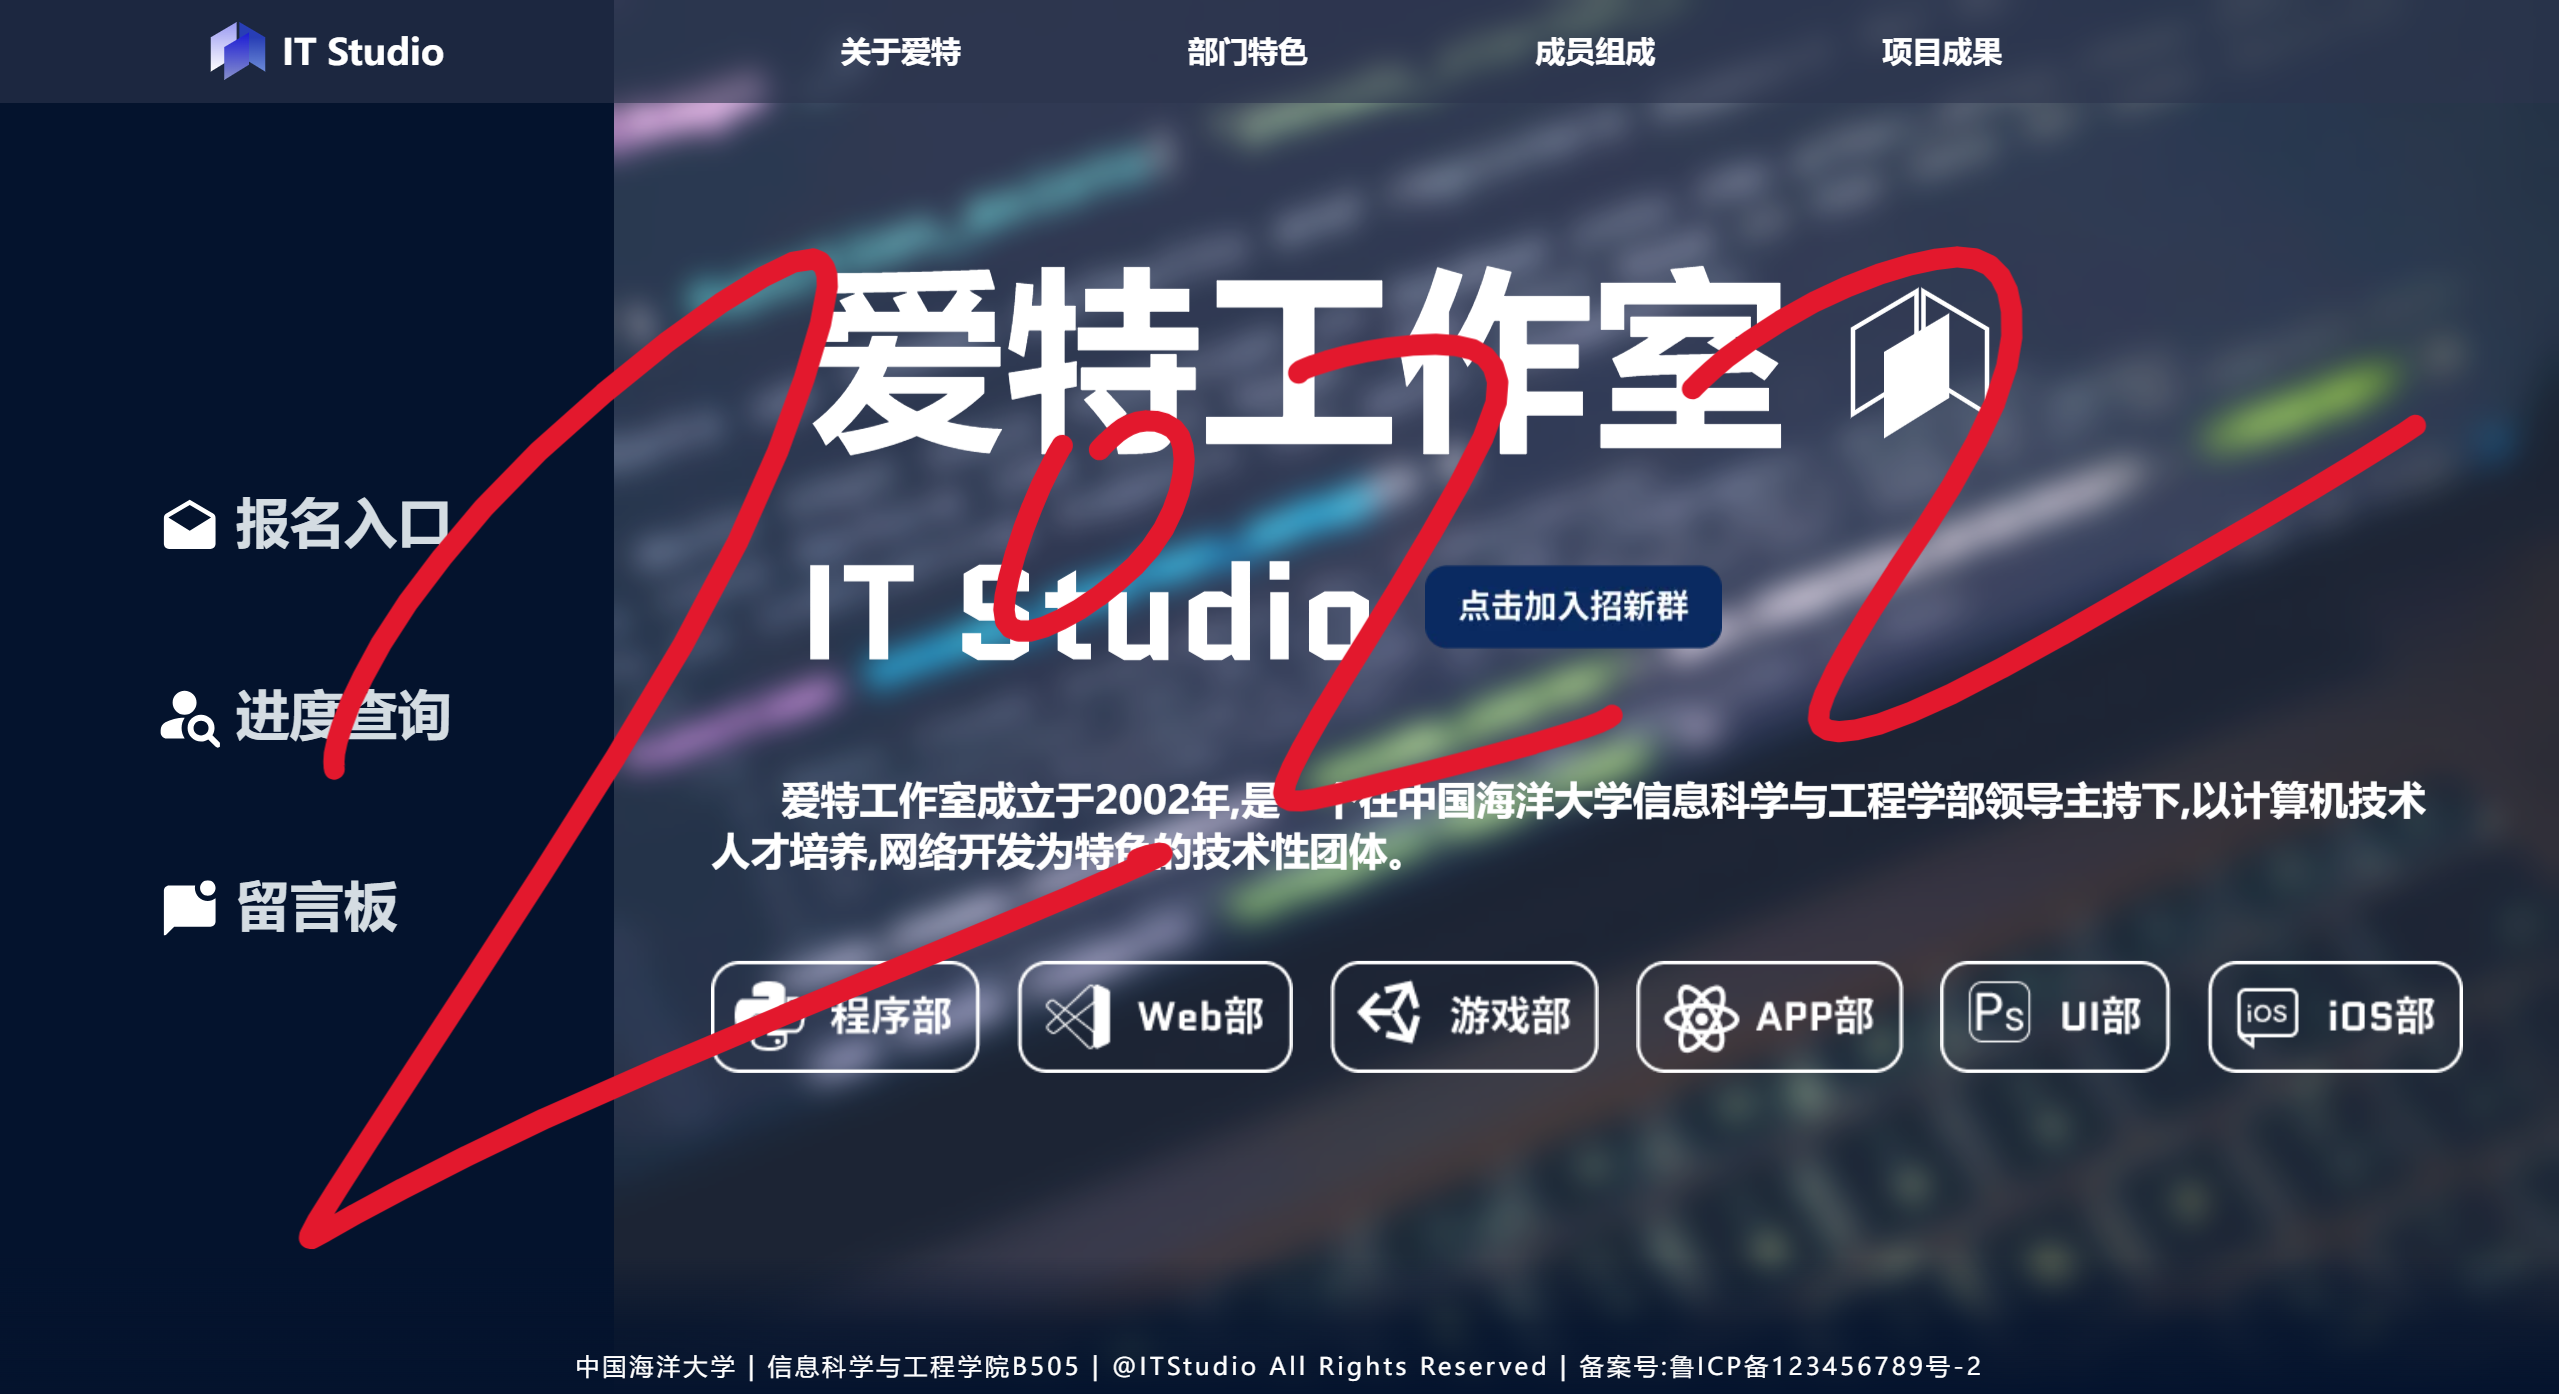 IT Studio
关于爱特
部门特色
成员组成
项目成果
爱特工作室
报名入口
IT Studio
点击加入招新群
进度查询
爱特工作室成立于2002年,是一个在中国海洋大学信息科学与工程学部领导主持下,以计算机技术
人才培养,网络开发为特色的技术性团体。
留言板
程序部
Web部
游戏部
APP部
Ps UI部
iOS iOS部
2022
中国海洋大学 | 信息科学与工程学院B505 | @ITStudio All Rights Reserved | 备案号:鲁ICP备123456789号-2